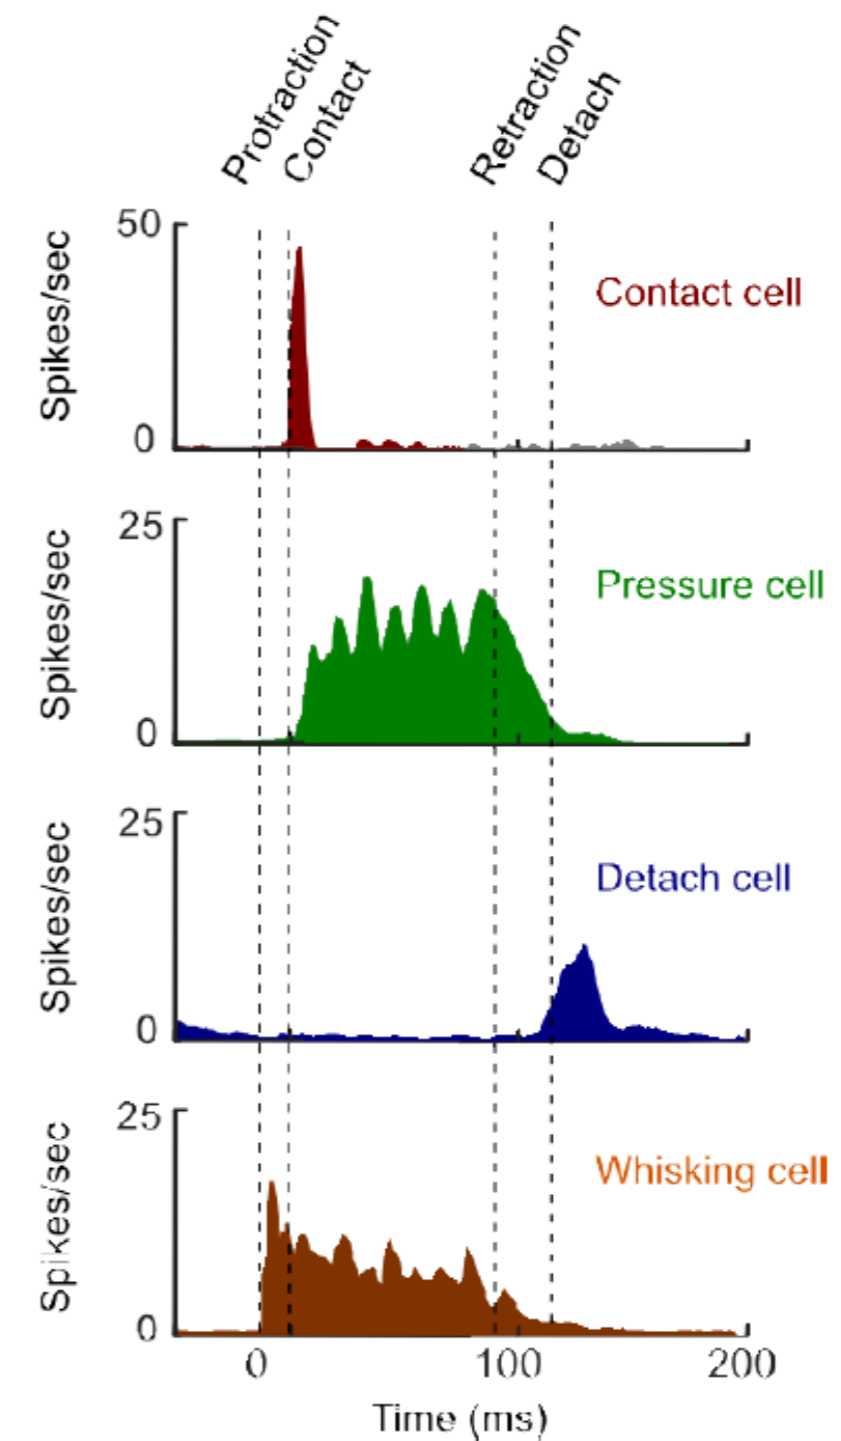 Protraction
Contact
Retraction
Detach
50
Spikes/sec
0
Contact cell
25
Spikes/sec
0
Pressure cell
25
Spikes/sec
0
Detach cell
25
Spikes/sec
0
Whisking cell
0
100
200
Time (ms)